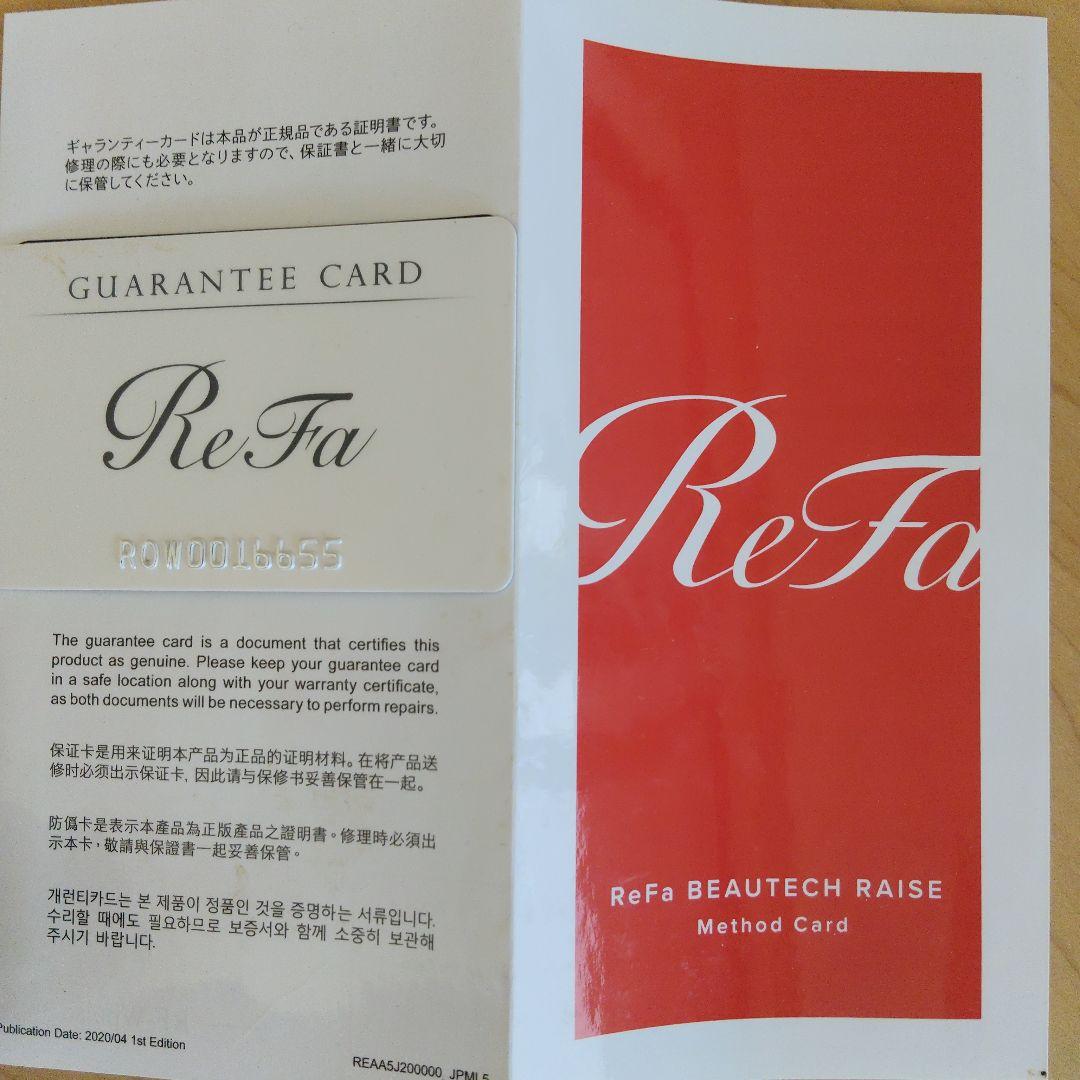 ギャランティーカードは本品が正規品である証明書です。
修理の際にも必要となりますので、保証書と一緒に大切
に保管してください。
GUARANTEE CARD
ReFa
ROW0016655
The guarantee card is a document that certifies this
product as genuine. Please keep your guarantee card
in a safe location along with your warranty certificate,
as both documents will be necessary to perform repairs.
保证卡是用来证明本产品为正品的证明材料。在将产品送
修时必须出示保证卡, 因此请与保修书妥善保管在一起。
防僞卡是表示本產品為正版產品之證明書。修理時必須出
示本卡，敬請與保證書一起妥善保管。
개런티카드는 본 제품이 정품인 것을 증명하는 서류입니다.
수리할 때에도 필요하므로 보증서와 함께 소중히 보관해
주시기 바랍니다.
Publication Date: 2020/04 1st Edition
REAA5J200000_JPML5
ReFa
ReFa BEAUTECH RAISE
Method Card